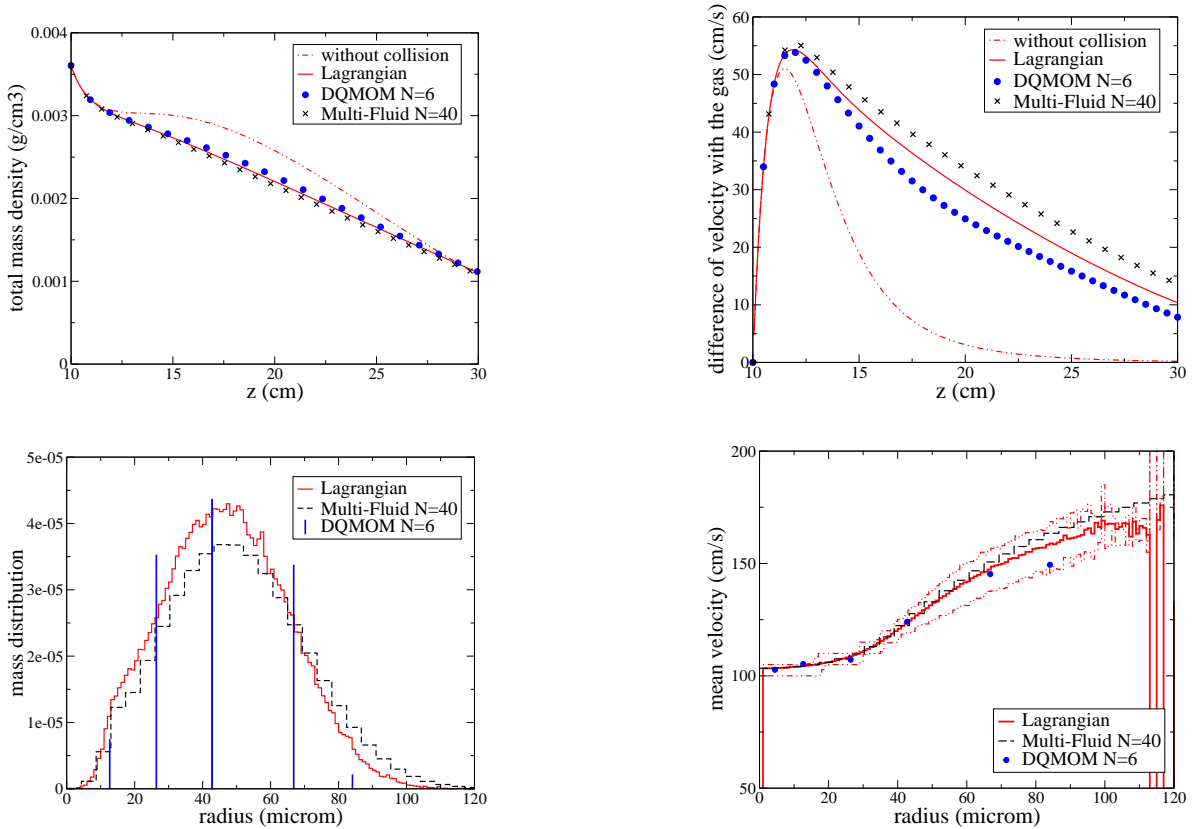 0.004
0.003
0.002
0.001
0
total mass density (g/cm3)
without collision
Lagrangian
DQMOM N=6
Multi-Fluid N=40
10 15 20 25 30
z (cm)
60
50
40
30
20
10
0
difference of velocity with the gas (cm/s)
without collision
Lagrangian
DQMOM N=6
Multi-Fluid N=40
10 15 20 25 30
z (cm)
5e-05
4e-05
3e-05
2e-05
1e-05
0
mass distribution
Lagrangian
Multi-Fluid N=40
DQMOM N=6
0 20 40 60 80 100 120
radius (microm)
200
150
100
50
mean velocity (cm/s)
Lagrangian
Multi-Fluid N=40
DQMOM N=6
0 20 40 60 80 100 120
radius (microm)